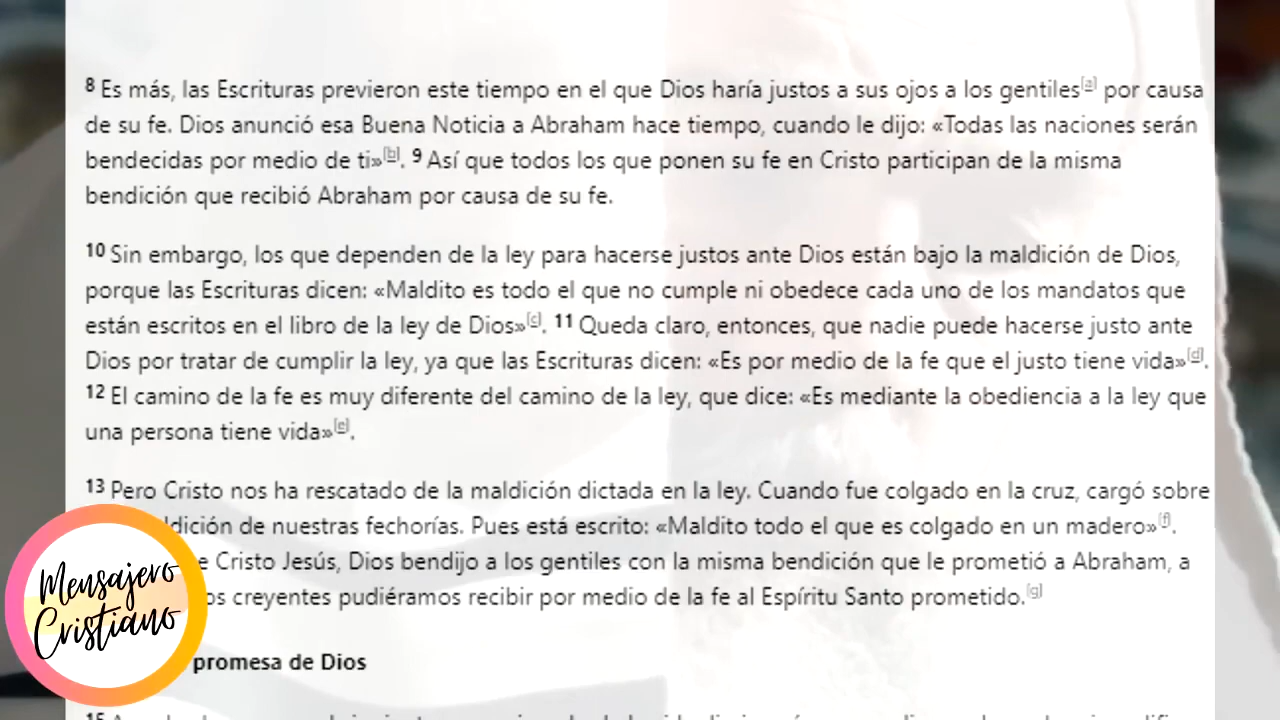 8 Es más, las Escrituras previeron este tiempo en el que Dios haría justos a sus ojos a los gentiles[a] por causa
de su fe. Dios anunció esa Buena Noticia a Abraham hace tiempo, cuando le dijo: «Todas las naciones serán
bendecidas por medio de ti»[b]. 9 Así que todos los que ponen su fe en Cristo participan de la misma
bendición que recibió Abraham por causa de su fe.
10 Sin embargo, los que dependen de la ley para hacerse justos ante Dios están bajo la maldición de Dios,
porque las Escrituras dicen: «Maldito es todo el que no cumple ni obedece cada uno de los mandatos que
están escritos en el libro de la ley de Dios»[c]. 11 Queda claro, entonces, que nadie puede hacerse justo ante
Dios por tratar de cumplir la ley, ya que las Escrituras dicen: «Es por medio de la fe que el justo tiene vida»[d].
12 El camino de la fe es muy diferente del camino de la ley, que dice: «Es mediante la obediencia a la ley que
una persona tiene vida»[e].
13 Pero Cristo nos ha rescatado de la maldición dictada en la ley. Cuando fue colgado en la cruz, cargó sobre
dición de nuestras fechorías. Pues está escrito: «Maldito todo el que es colgado en un madero»[f].
e Cristo Jesús, Dios bendijo a los gentiles con la misma bendición que le prometió a Abraham, a
os creyentes pudiéramos recibir por medio de la fe al Espíritu Santo prometido.[g]
Mensajero
Cristiano
promesa de Dios
15